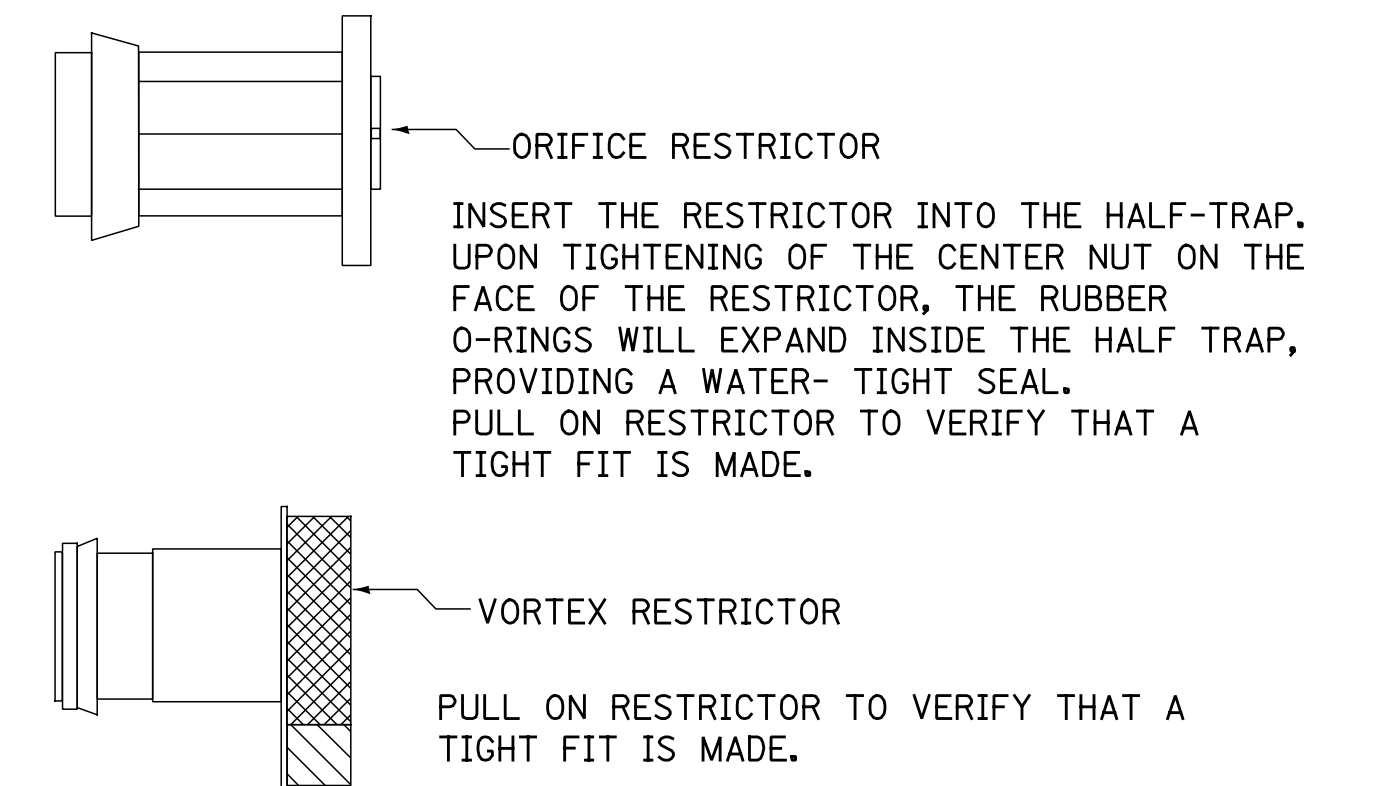 ORIFICE RESTRICTOR
INSERT THE RESTRICTOR INTO THE HALF-TRAP.
UPON TIGHTENING OF THE CENTER NUT ON THE
FACE OF THE RESTRICTOR, THE RUBBER
O-RINGS WILL EXPAND INSIDE THE HALF TRAP,
PROVIDING A WATER- TIGHT SEAL.
PULL ON RESTRICTOR TO VERIFY THAT A
TIGHT FIT IS MADE.
VORTEX RESTRICTOR
PULL ON RESTRICTOR TO VERIFY THAT A
TIGHT FIT IS MADE.